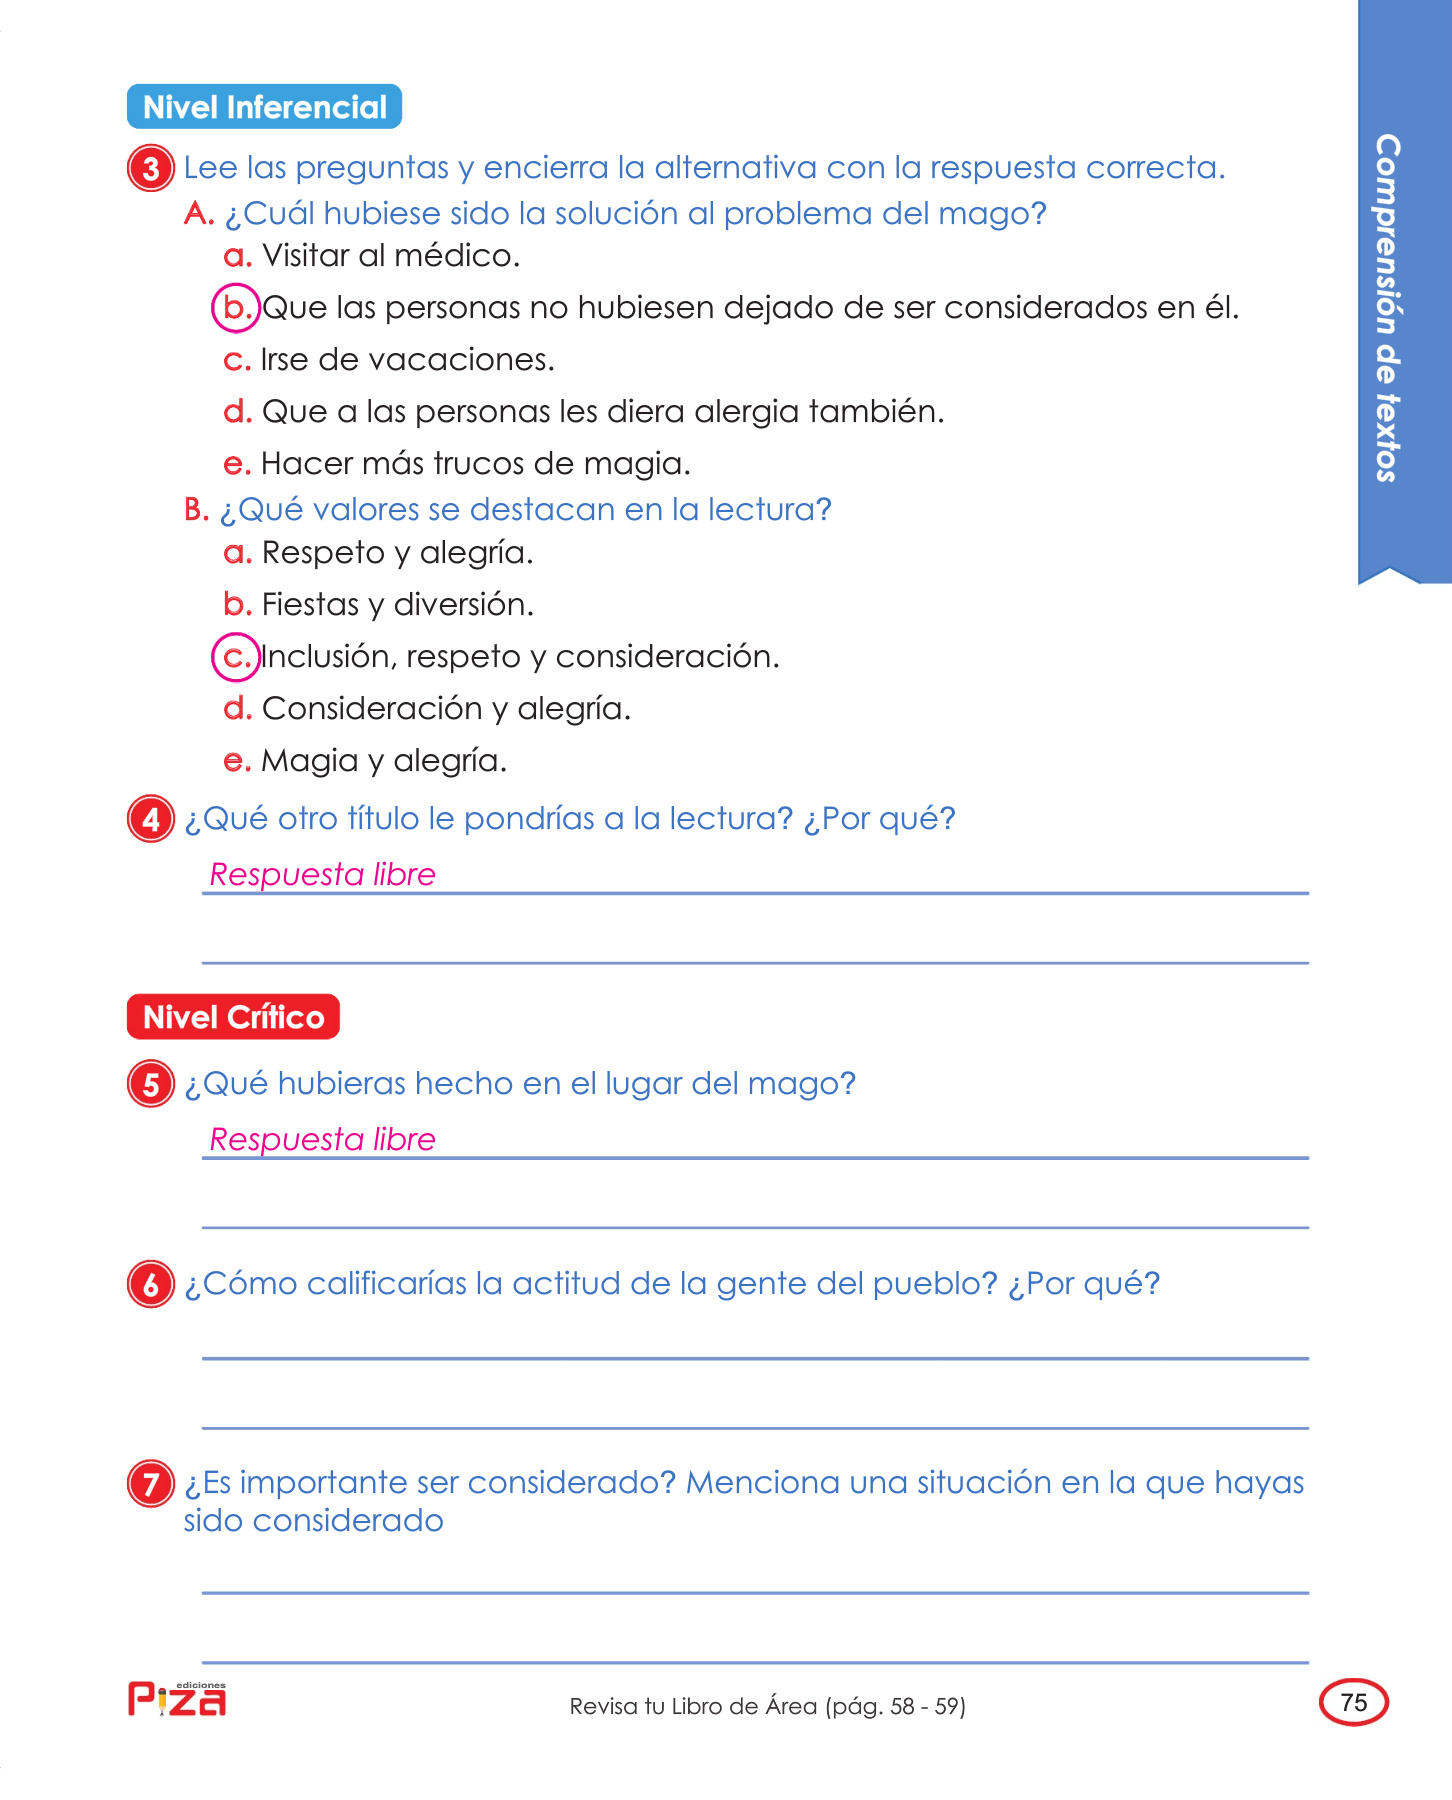 Nivel Inferencial
3 Lee las preguntas y encierra la alternativa con la respuesta correcta.
A. ¿Cuál hubiese sido la solución al problema del mago?
a. Visitar al médico.
b. Que las personas no hubiesen dejado de ser considerados en él.
c. Irse de vacaciones.
d. Que a las personas les diera alergia también.
e. Hacer más trucos de magia.
B. ¿Qué valores se destacan en la lectura?
a. Respeto y alegría.
b. Fiestas y diversión.
c. Inclusión, respeto y consideración.
d. Consideración y alegría.
e. Magia y alegría.
4 ¿Qué otro título le pondrías a la lectura? ¿Por qué?
Respuesta libre
Nivel Crítico
5 ¿Qué hubieras hecho en el lugar del mago?
Respuesta libre
6 ¿Cómo calificarías la actitud de la gente del pueblo? ¿Por qué?
7 ¿Es importante ser considerado? Menciona una situación en la que hayas
sido considerado
ediciones
Piza
Revisa tu Libro de Área (pág. 58 - 59)
75
Comprensión de textos